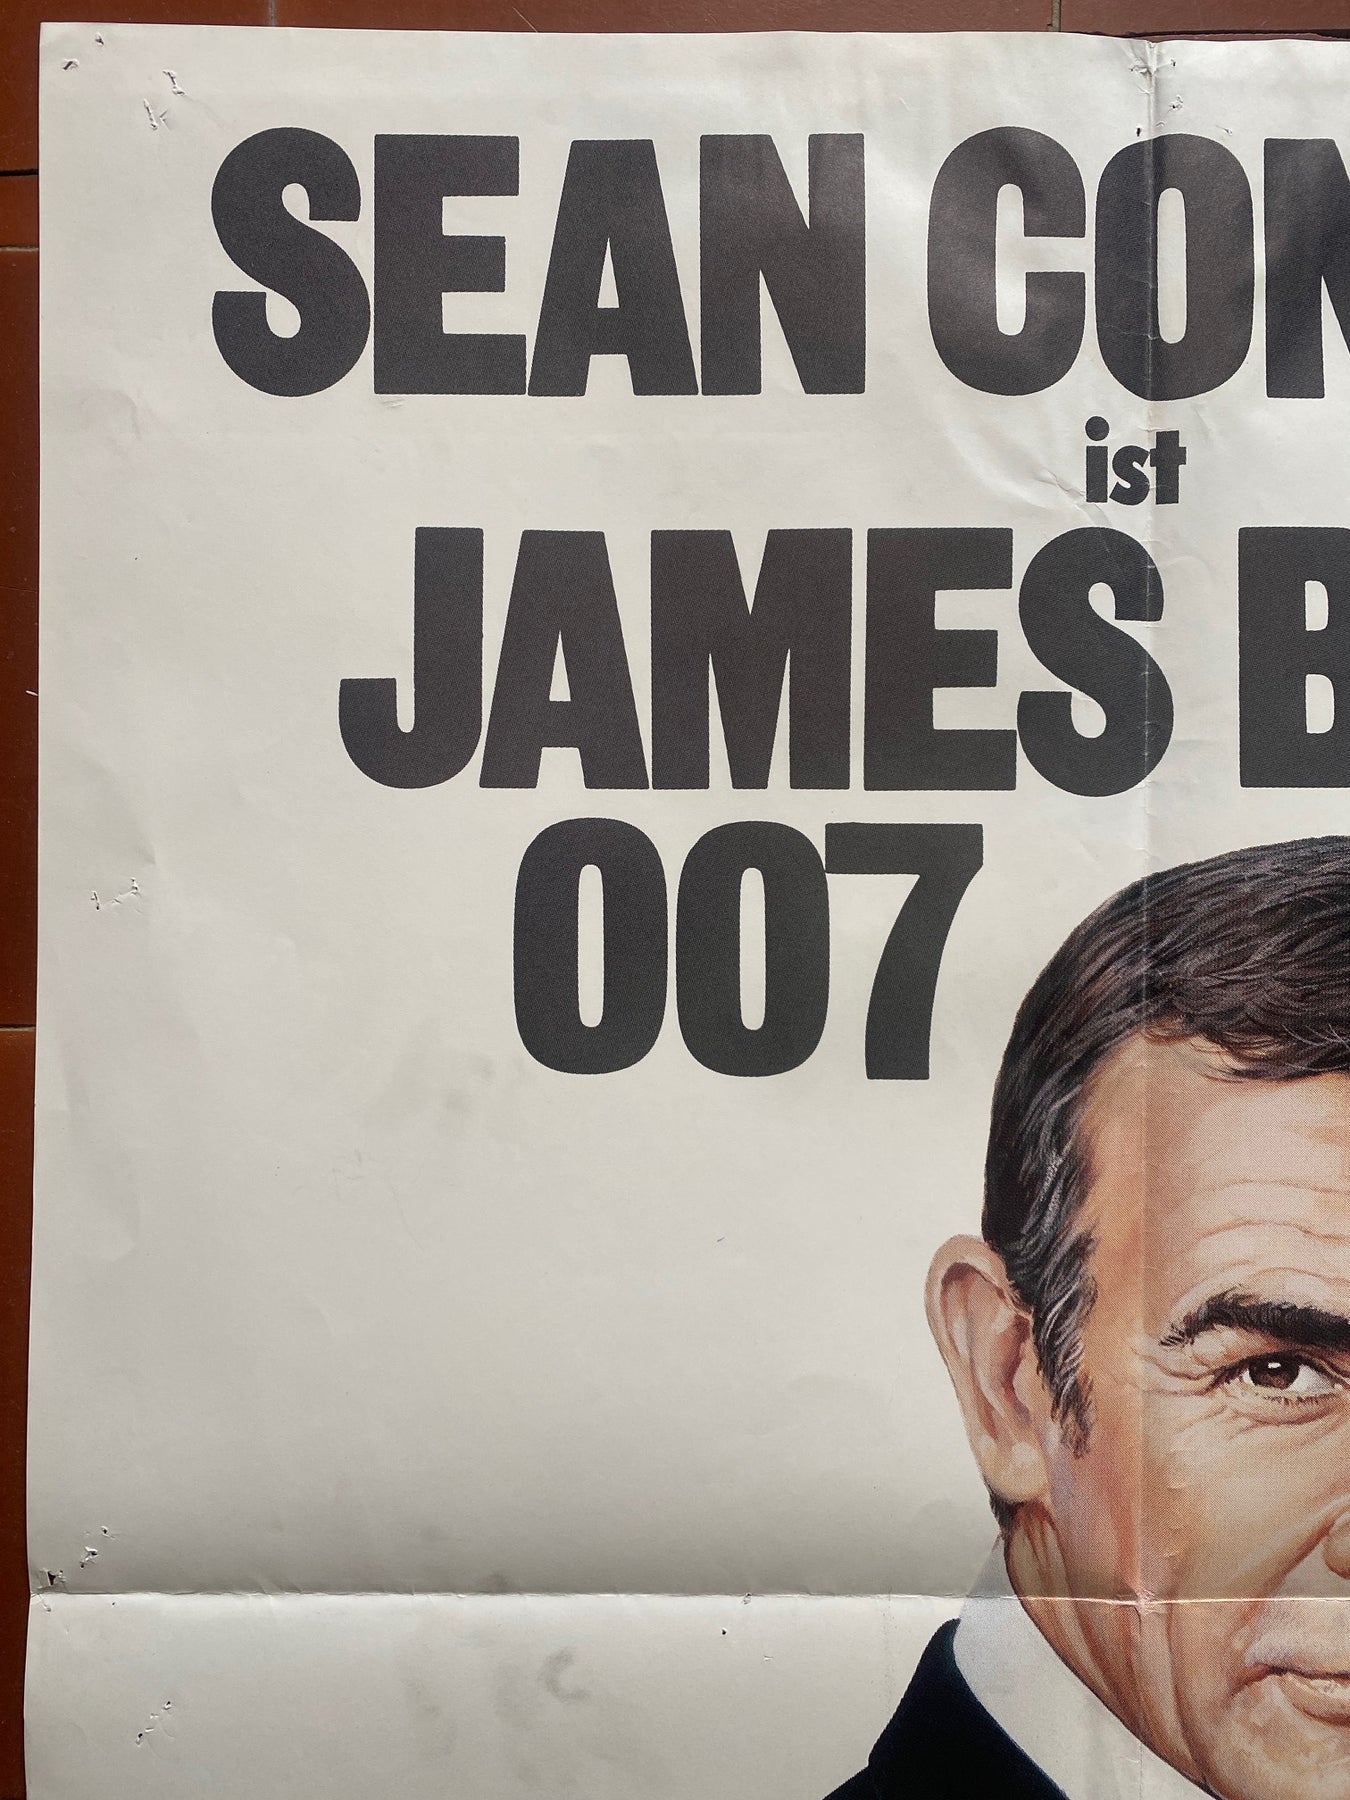 SEAN CON
ist
JAMES B
007